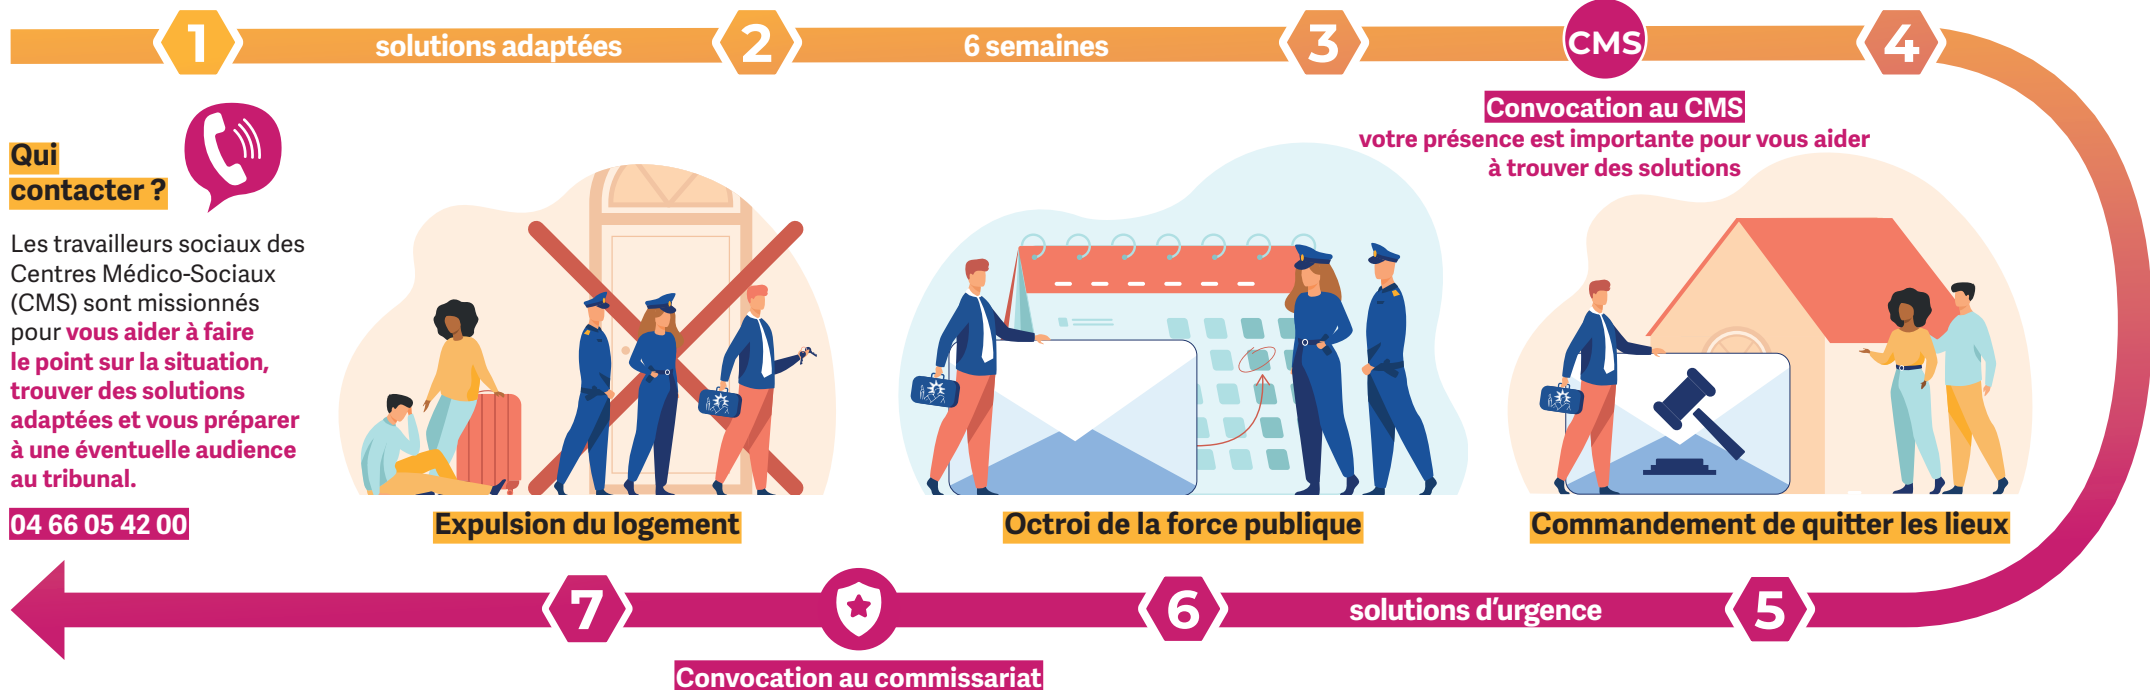 1 solutions adaptées 2 6 semaines 3 CMS 4
Convocation au CMS
votre présence est importante pour vous aider
à trouver des solutions
Qui
contacter ?
Les travailleurs sociaux des
Centres Médico-Sociaux
(CMS) sont missionnés
pour vous aider à faire
le point sur la situation,
trouver des solutions
adaptées et vous préparer
à une éventuelle audience
au tribunal.
04 66 05 42 00
Expulsion du logement
Octroi de la force publique
Commandement de quitter les lieux
7 6 solutions d'urgence 5
Convocation au commissariat